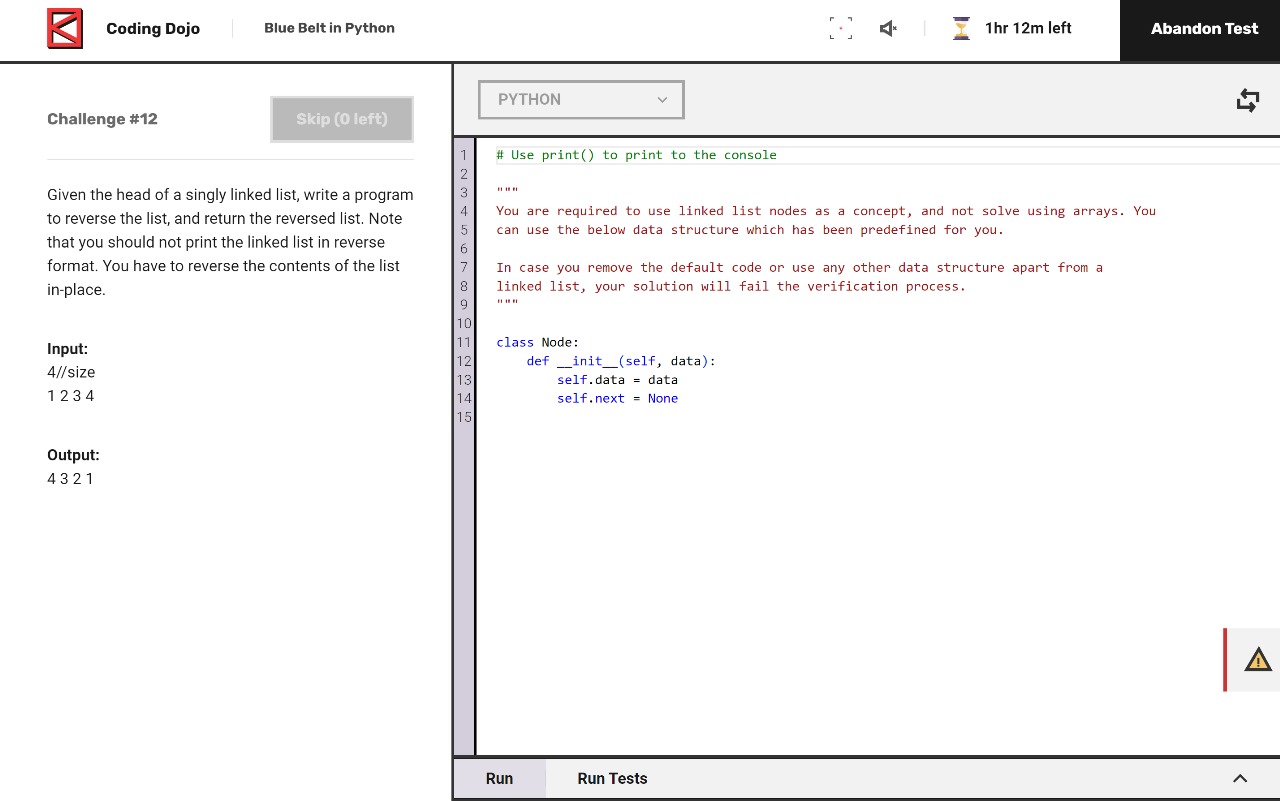 Coding Dojo
Blue Belt in Python
1hr 12m left
Abandon Test
Challenge #12
Skip (0 left)
Given the head of a singly linked list, write a program
to reverse the list, and return the reversed list. Note
that you should not print the linked list in reverse
format. You have to reverse the contents of the list
in-place.
Input:
4//size
1 2 3 4
Output:
4 3 2 1
PYTHON
1 # Use print() to print to the console
2
3 """
4 You are required to use linked list nodes as a concept, and not solve using arrays. You
5 can use the below data structure which has been predefined for you.
6
7 In case you remove the default code or use any other data structure apart from a
8 linked list, your solution will fail the verification process.
9 """
10
11 class Node:
12     def __init__(self, data):
13         self.data = data
14         self.next = None
15
Run
Run Tests